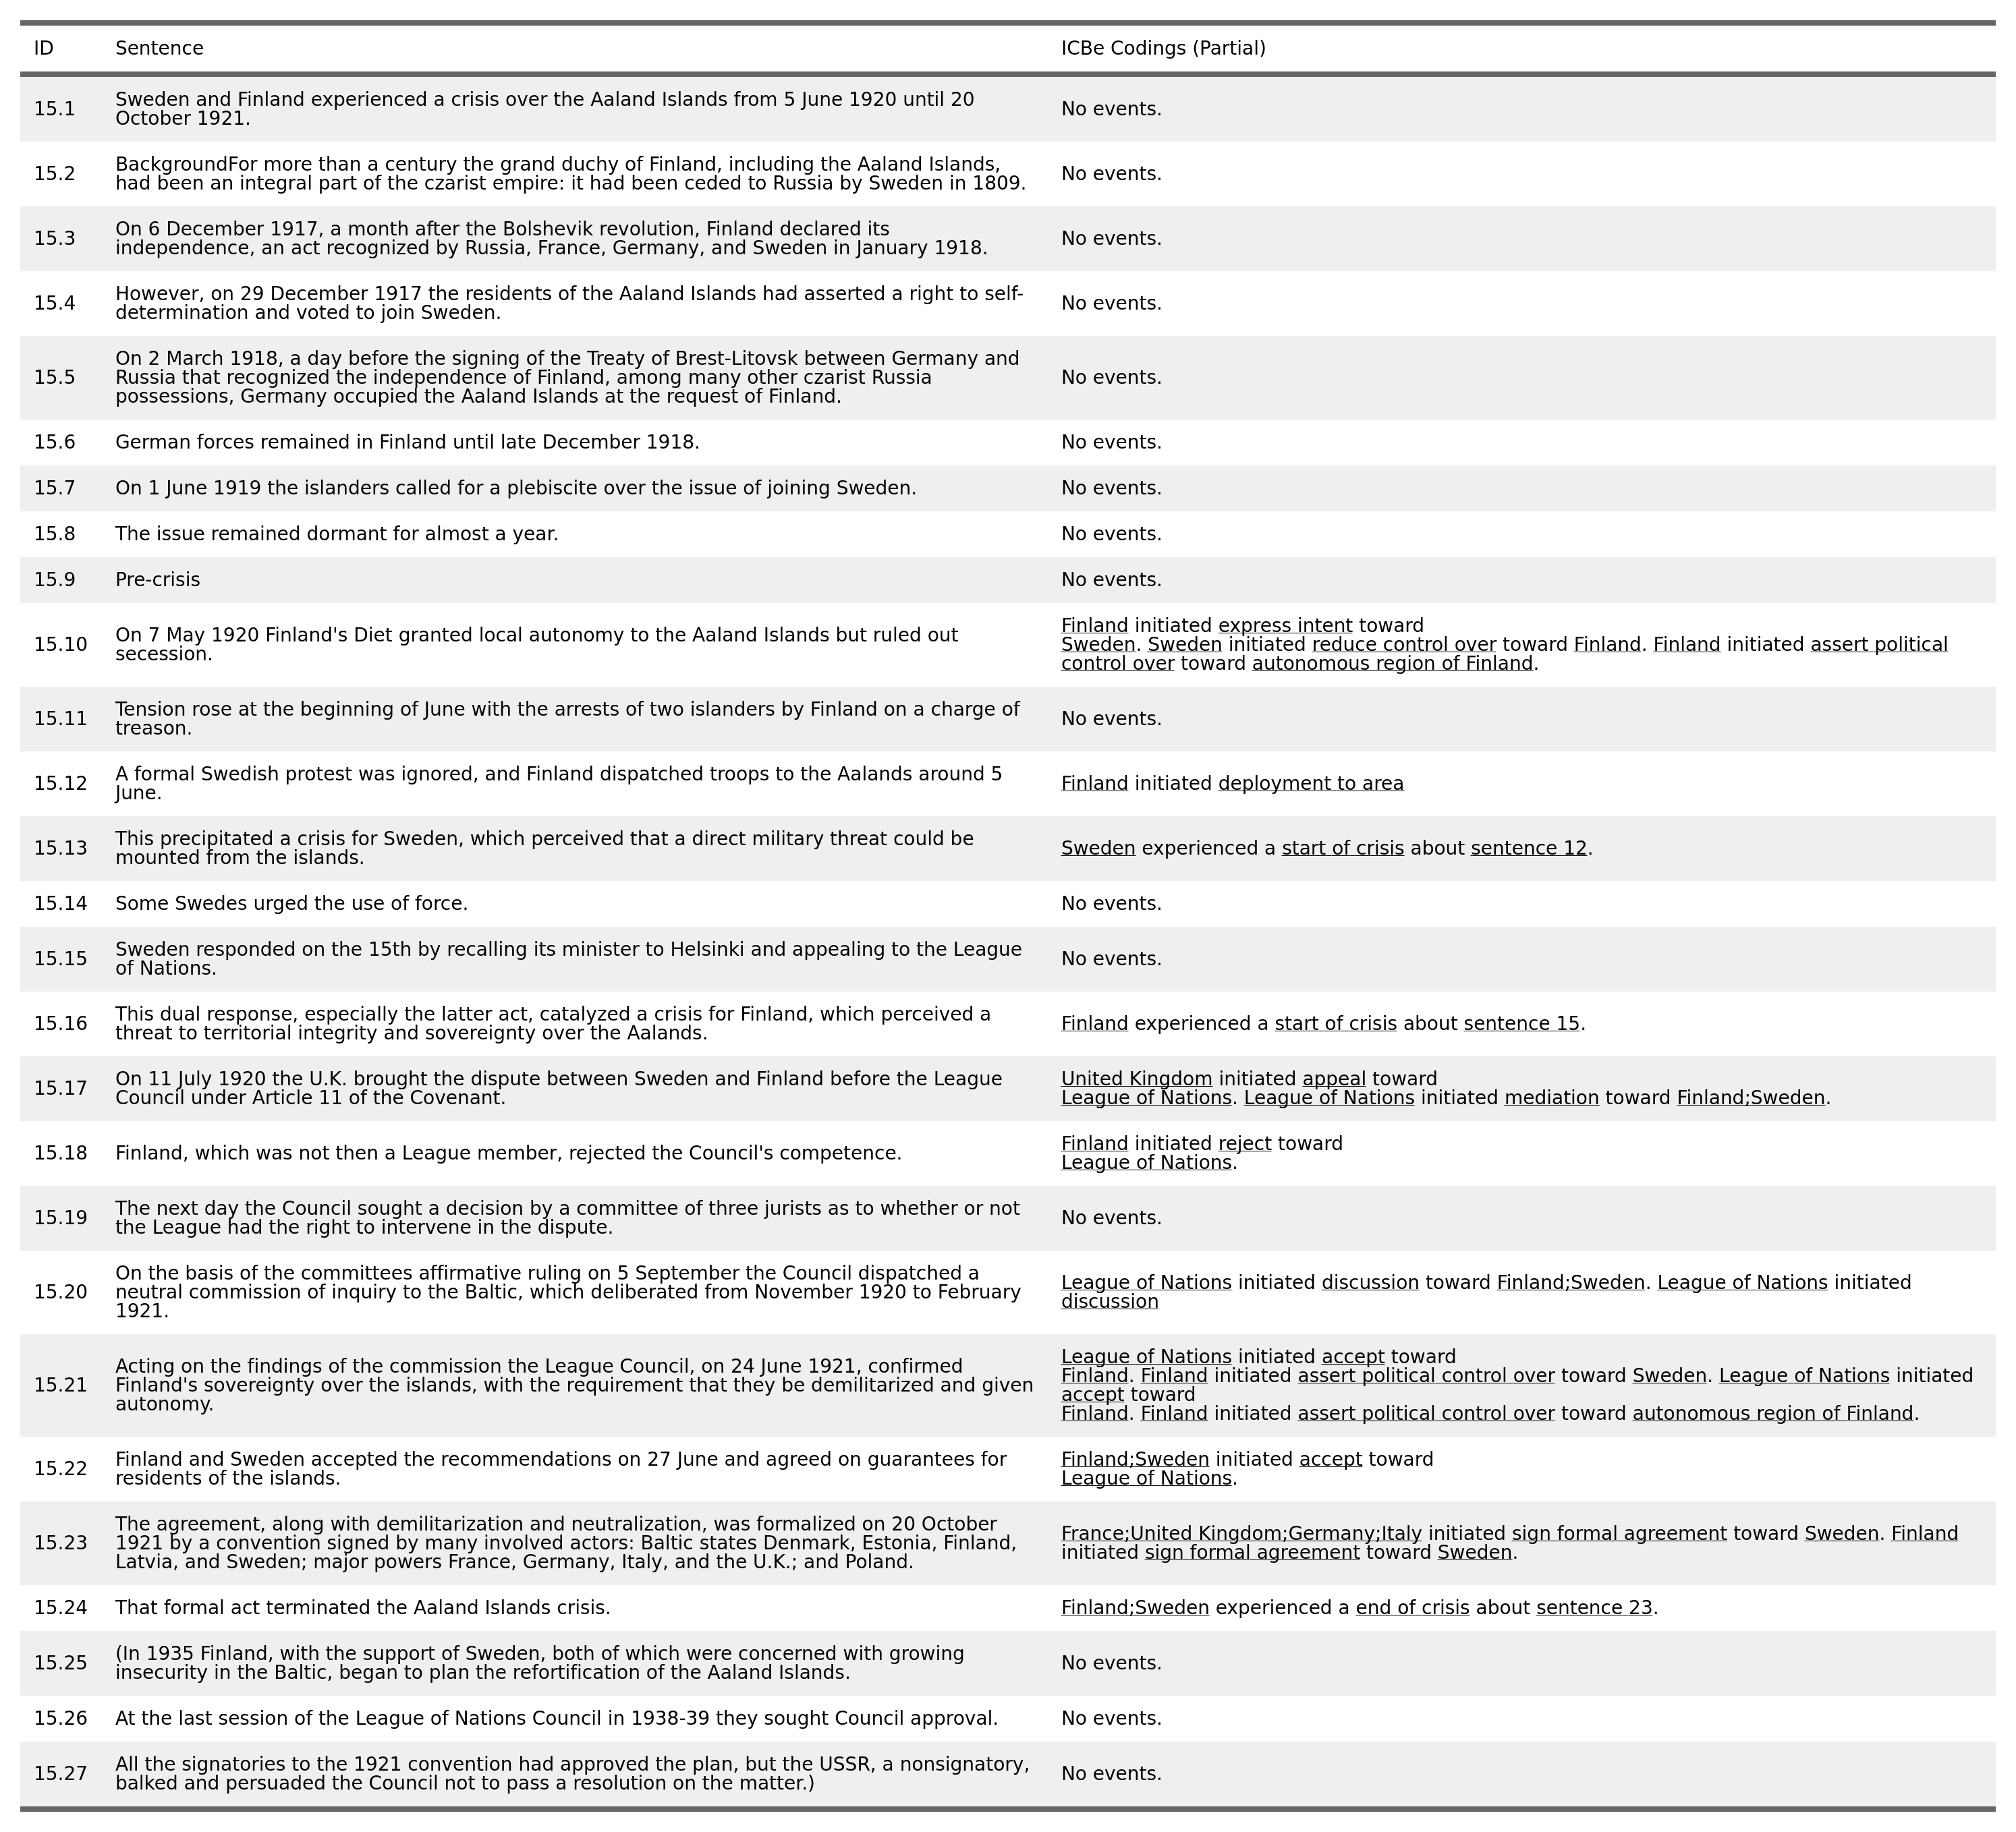 ID Sentence ICBe Codings (Partial)
15.1 Sweden and Finland experienced a crisis over the Aaland Islands from 5 June 1920 until 20
October 1921.
No events.
15.2 BackgroundFor more than a century the grand duchy of Finland, including the Aaland Islands,
had been an integral part of the czarist empire: it had been ceded to Russia by Sweden in 1809.
No events.
15.3 On 6 December 1917, a month after the Bolshevik revolution, Finland declared its
independence, an act recognized by Russia, France, Germany, and Sweden in January 1918.
No events.
15.4 However, on 29 December 1917 the residents of the Aaland Islands had asserted a right to self-
determination and voted to join Sweden.
No events.
15.5 On 2 March 1918, a day before the signing of the Treaty of Brest-Litovsk between Germany and
Russia that recognized the independence of Finland, among many other czarist Russia
possessions, Germany occupied the Aaland Islands at the request of Finland.
No events.
15.6 German forces remained in Finland until late December 1918.
No events.
15.7 On 1 June 1919 the islanders called for a plebiscite over the issue of joining Sweden.
No events.
15.8 The issue remained dormant for almost a year.
No events.
15.9 Pre-crisis
No events.
15.10 On 7 May 1920 Finland's Diet granted local autonomy to the Aaland Islands but ruled out
secession.
Finland initiated express intent toward
Sweden. Sweden initiated reduce control over toward Finland. Finland initiated assert political
control over toward autonomous region of Finland.
15.11 Tension rose at the beginning of June with the arrests of two islanders by Finland on a charge of
treason.
No events.
15.12 A formal Swedish protest was ignored, and Finland dispatched troops to the Aalands around 5
June.
Finland initiated deployment to area
15.13 This precipitated a crisis for Sweden, which perceived that a direct military threat could be
mounted from the islands.
Sweden experienced a start of crisis about sentence 12.
15.14 Some Swedes urged the use of force.
No events.
15.15 Sweden responded on the 15th by recalling its minister to Helsinki and appealing to the League
of Nations.
No events.
15.16 This dual response, especially the latter act, catalyzed a crisis for Finland, which perceived a
threat to territorial integrity and sovereignty over the Aalands.
Finland experienced a start of crisis about sentence 15.
15.17 On 11 July 1920 the U.K. brought the dispute between Sweden and Finland before the League
Council under Article 11 of the Covenant.
United Kingdom initiated appeal toward
League of Nations. League of Nations initiated mediation toward Finland;Sweden.
15.18 Finland, which was not then a League member, rejected the Council's competence.
Finland initiated reject toward
League of Nations.
15.19 The next day the Council sought a decision by a committee of three jurists as to whether or not
the League had the right to intervene in the dispute.
No events.
15.20 On the basis of the committees affirmative ruling on 5 September the Council dispatched a
neutral commission of inquiry to the Baltic, which deliberated from November 1920 to February
1921.
League of Nations initiated discussion toward Finland;Sweden. League of Nations initiated
discussion
15.21 Acting on the findings of the commission the League Council, on 24 June 1921, confirmed
Finland's sovereignty over the islands, with the requirement that they be demilitarized and given
autonomy.
League of Nations initiated accept toward
Finland. Finland initiated assert political control over toward Sweden. League of Nations initiated
accept toward
Finland. Finland initiated assert political control over toward autonomous region of Finland.
15.22 Finland and Sweden accepted the recommendations on 27 June and agreed on guarantees for
residents of the islands.
Finland;Sweden initiated accept toward
League of Nations.
15.23 The agreement, along with demilitarization and neutralization, was formalized on 20 October
1921 by a convention signed by many involved actors: Baltic states Denmark, Estonia, Finland,
Latvia, and Sweden; major powers France, Germany, Italy, and the U.K.; and Poland.
France;United Kingdom;Germany;Italy initiated sign formal agreement toward Sweden. Finland
initiated sign formal agreement toward Sweden.
15.24 That formal act terminated the Aaland Islands crisis.
Finland;Sweden experienced a end of crisis about sentence 23.
15.25 (In 1935 Finland, with the support of Sweden, both of which were concerned with growing
insecurity in the Baltic, began to plan the refortification of the Aaland Islands.
No events.
15.26 At the last session of the League of Nations Council in 1938-39 they sought Council approval.
No events.
15.27 All the signatories to the 1921 convention had approved the plan, but the USSR, a nonsignatory,
balked and persuaded the Council not to pass a resolution on the matter.)
No events.